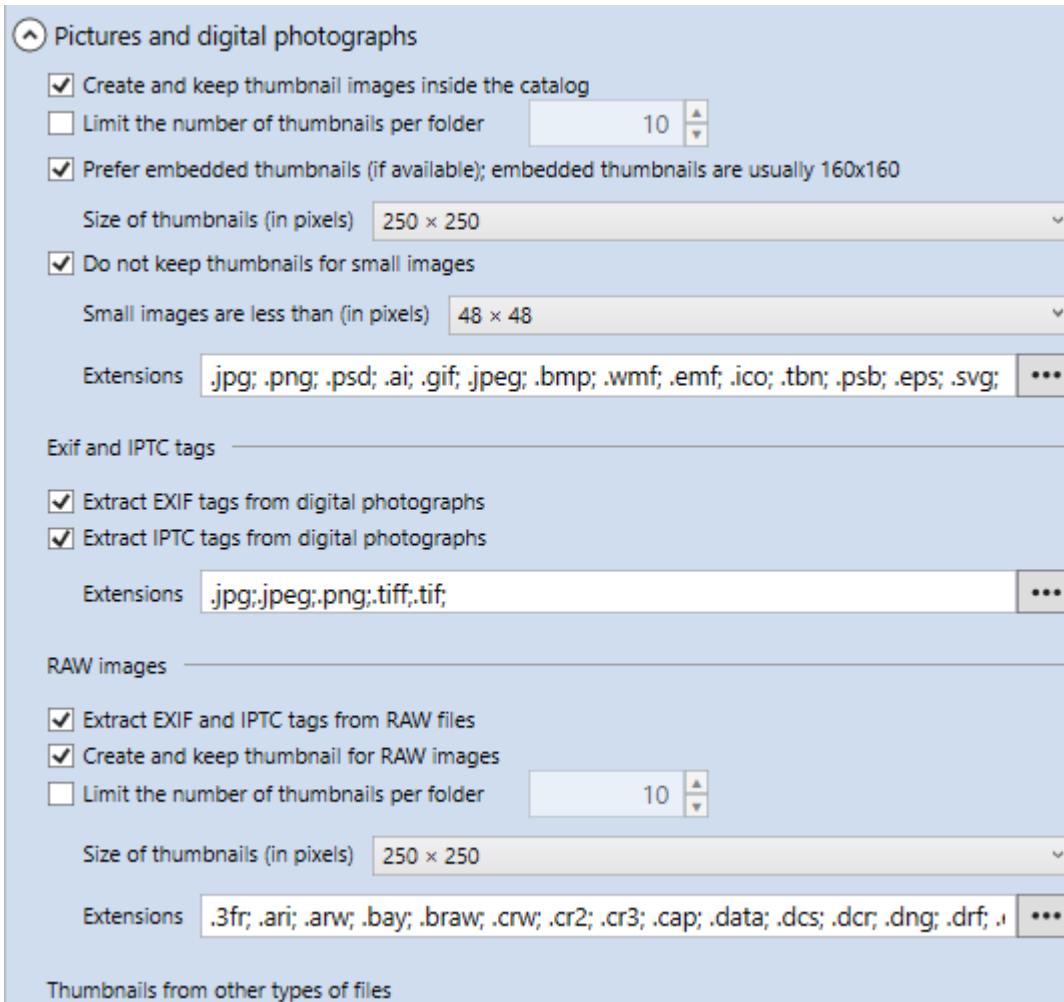 Pictures and digital photographs
Create and keep thumbnail images inside the catalog
Limit the number of thumbnails per folder 10
Prefer embedded thumbnails (if available); embedded thumbnails are usually 160x160
Size of thumbnails (in pixels) 250 × 250
Do not keep thumbnails for small images
Small images are less than (in pixels) 48 × 48
Extensions .jpg; .png; .psd; .ai; .gif; .jpeg; .bmp; .wmf; .emf; .ico; .tbn; .psb; .eps; .svg;
Exif and IPTC tags
Extract EXIF tags from digital photographs
Extract IPTC tags from digital photographs
Extensions .jpg;.jpeg;.png;.tiff;.tif;
RAW images
Extract EXIF and IPTC tags from RAW files
Create and keep thumbnail for RAW images
Limit the number of thumbnails per folder 10
Size of thumbnails (in pixels) 250 × 250
Extensions .3fr; .ari; .arw; .bay; .braw; .crw; .cr2; .cr3; .cap; .data; .dcs; .dcr; .dng; .drf;
Thumbnails from other types of files